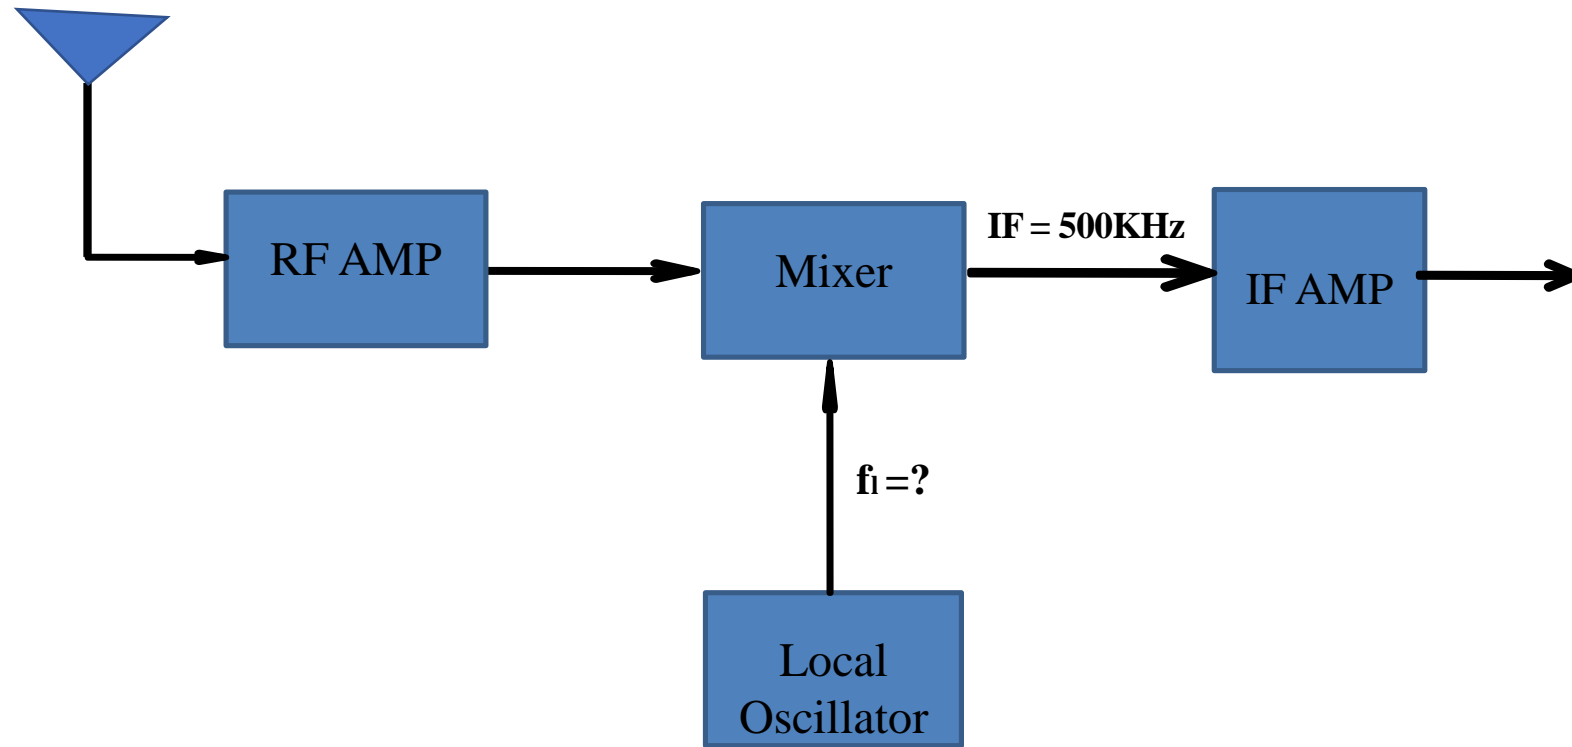 RF AMP
Mixer
IF = 500KHz
IF AMP
fl =?
Local
Oscillator